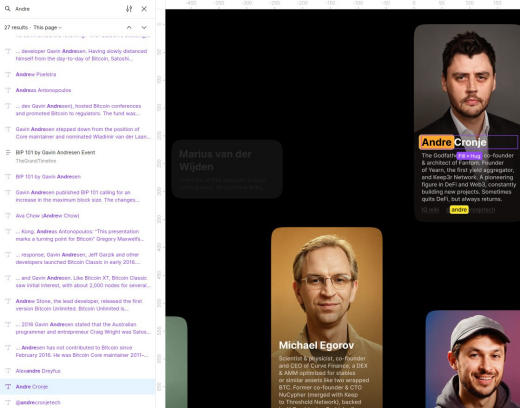 Andre
27 results - This page
... developer Gavin Andresen. Having slowly distanced
himself from the day-to-day of Bitcoin, Satoshi...
Andrew Poelstra
Andreas Antonopoulos
... des Gavin Andresen), hosted Bitcoin conferences
and promoted Bitcoin to regulators. The fund was...
Gavin Andresen stepped down from the position of
Core maintainer and nominated Wladimir van der Laan...
BIP 101 by Gavin Andresen Event
TheGrandTimeline
BIP 101 by Gavin Andresen
Gavin Andresen published BIP 101 calling for an
increase in the maximum block size. The changes...
Ava Chow (Andrew Chow)
... Kong, Andreas Antonopoulos: "This presentation
marks a turning point for Bitcoin" Gregory Maxwell's...
... response, Gavin Andresen, Jeff Garzik and other
developers launched Bitcoin Classic in early 2016....
... and Gavin Andresen. Like Bitcoin XT, Bitcoin Classic
saw initial interest, with about 2,000 nodes for several...
Andrew Stone, the lead developer, released the first
version Bitcoin Unlimited. Bitcoin Unlimited is...
... 2016 Gavin Andresen stated that the Australian
programmer and entrepreneur Craig Wright was Satos...
... Andresen has not contributed to Bitcoin since
February 2016. He was Bitcoin Core maintainer 2011–...
Alexandre Dreyfus
Andre Cronje
@andrecronjetech
Marius van der
Wijden
Andre Cronje
Fill × Hug
The Godfather co-founder
& architect of Fantom. Founder
of Yearn, the first yield aggregator,
and Keep3r Network. A pioneering
figure in DeFi and Web3, constantly
building new projects. Sometimes
quits DeFi, but always returns.
andrecronjetech
Michael Egorov
Scientist & physicist, co-founder
and CEO of Curve Finance, a DEX
& AMM optimised for stables
or similar assets like two wrapped
BTC. Former co-founder & CTO
NuCypher (merged with Keep
to Threshold Network), backed